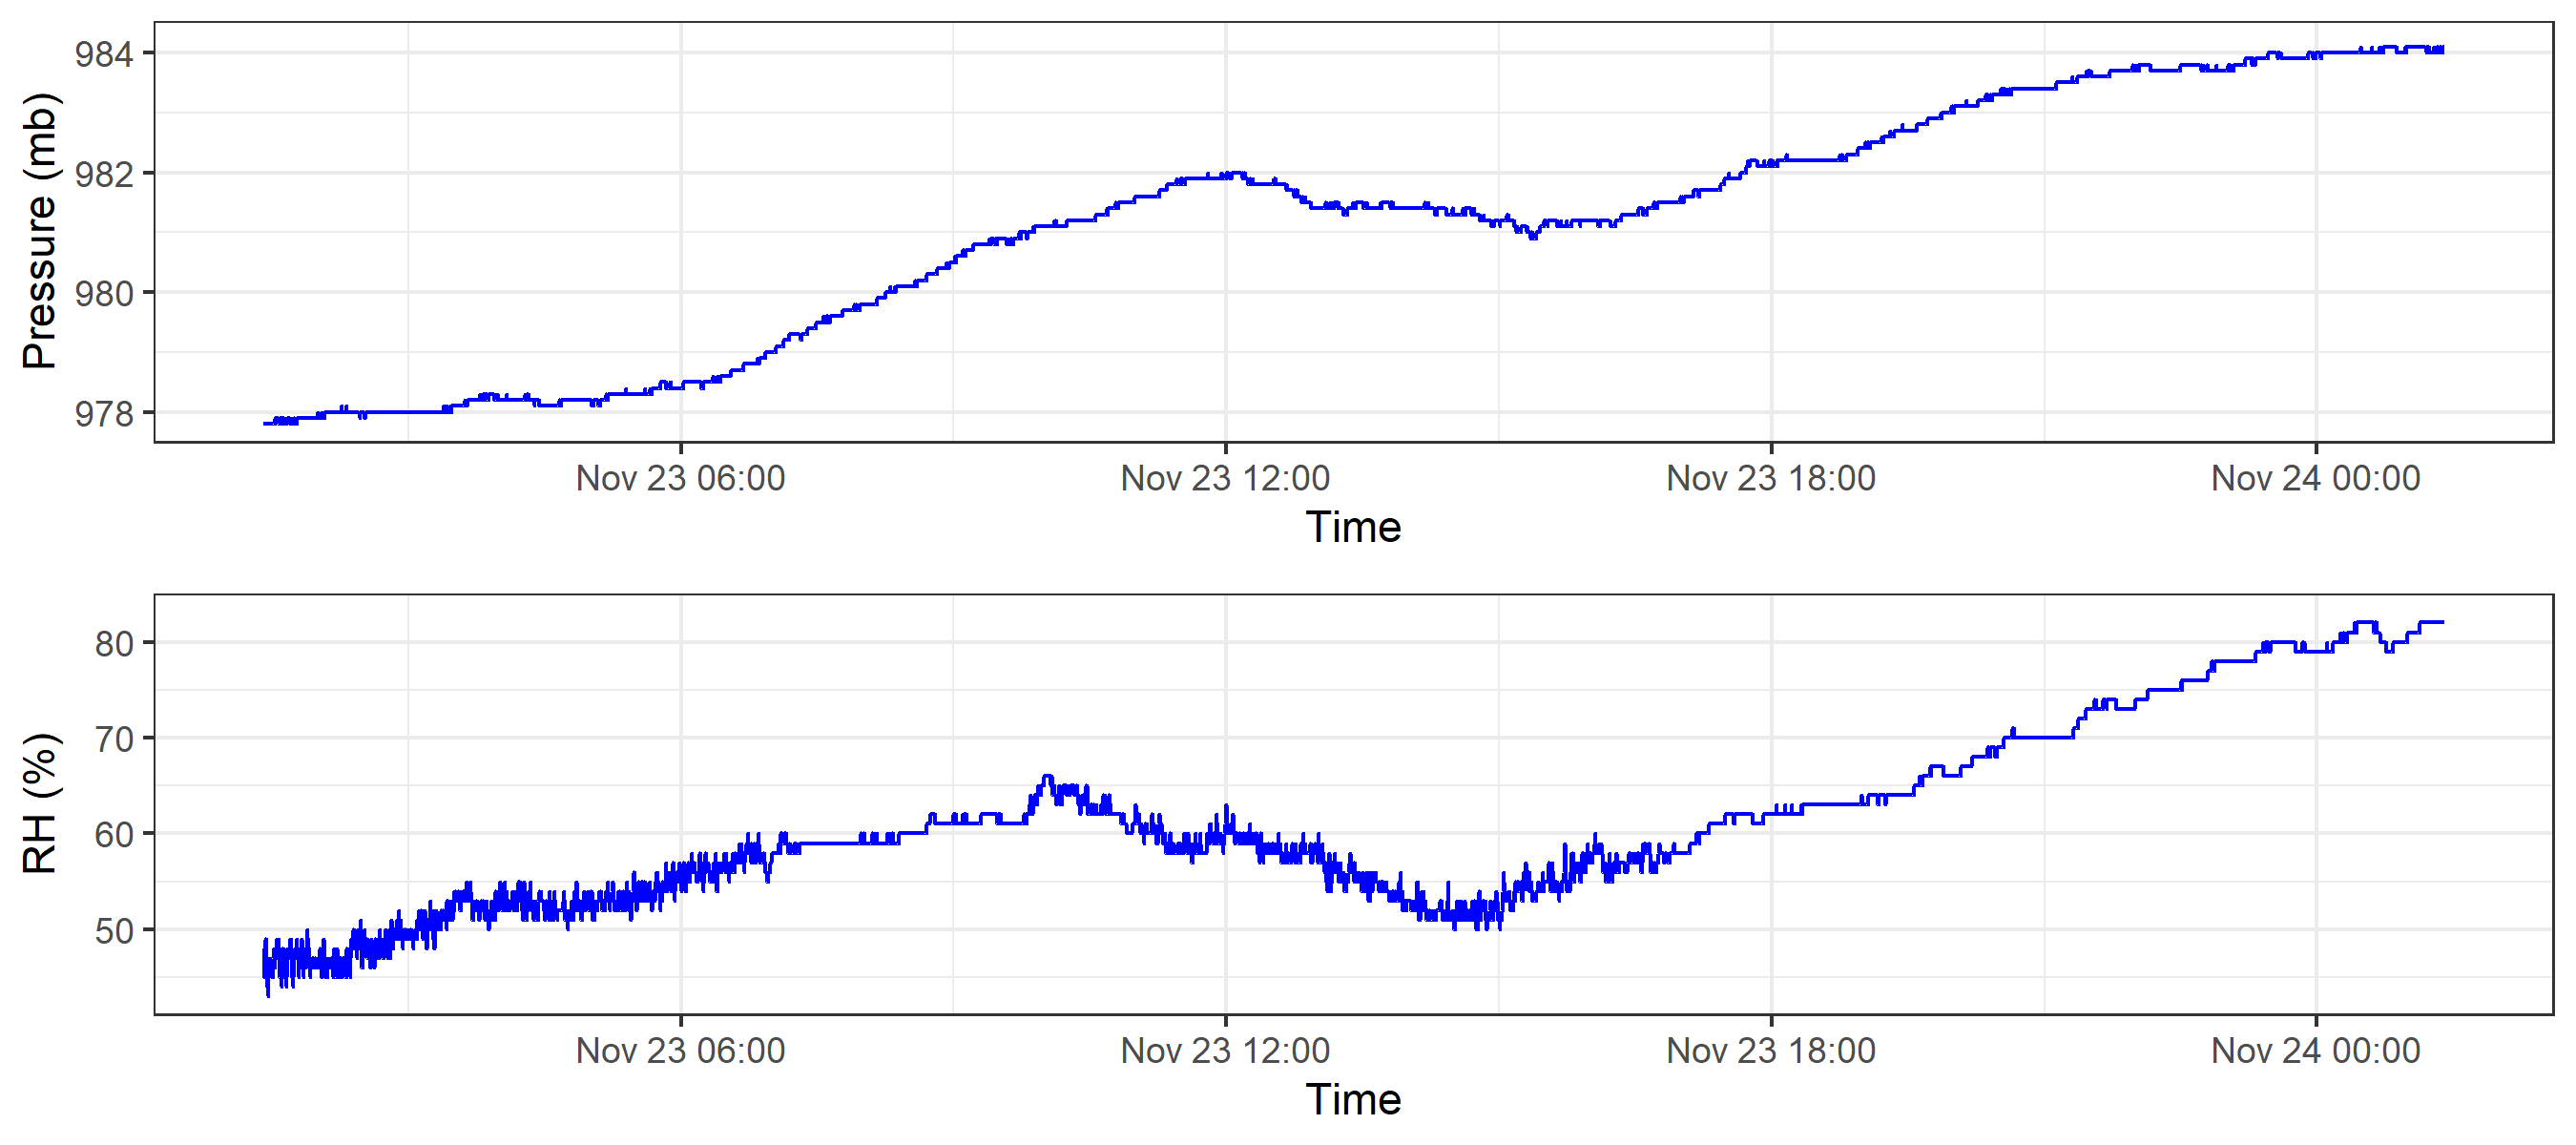 Pressure (mb)
984
982
980
978
Nov 23 06:00
Nov 23 12:00
Nov 23 18:00
Nov 24 00:00
Time
RH (%)
80
70
60
50
Nov 23 06:00
Nov 23 12:00
Nov 23 18:00
Nov 24 00:00
Time